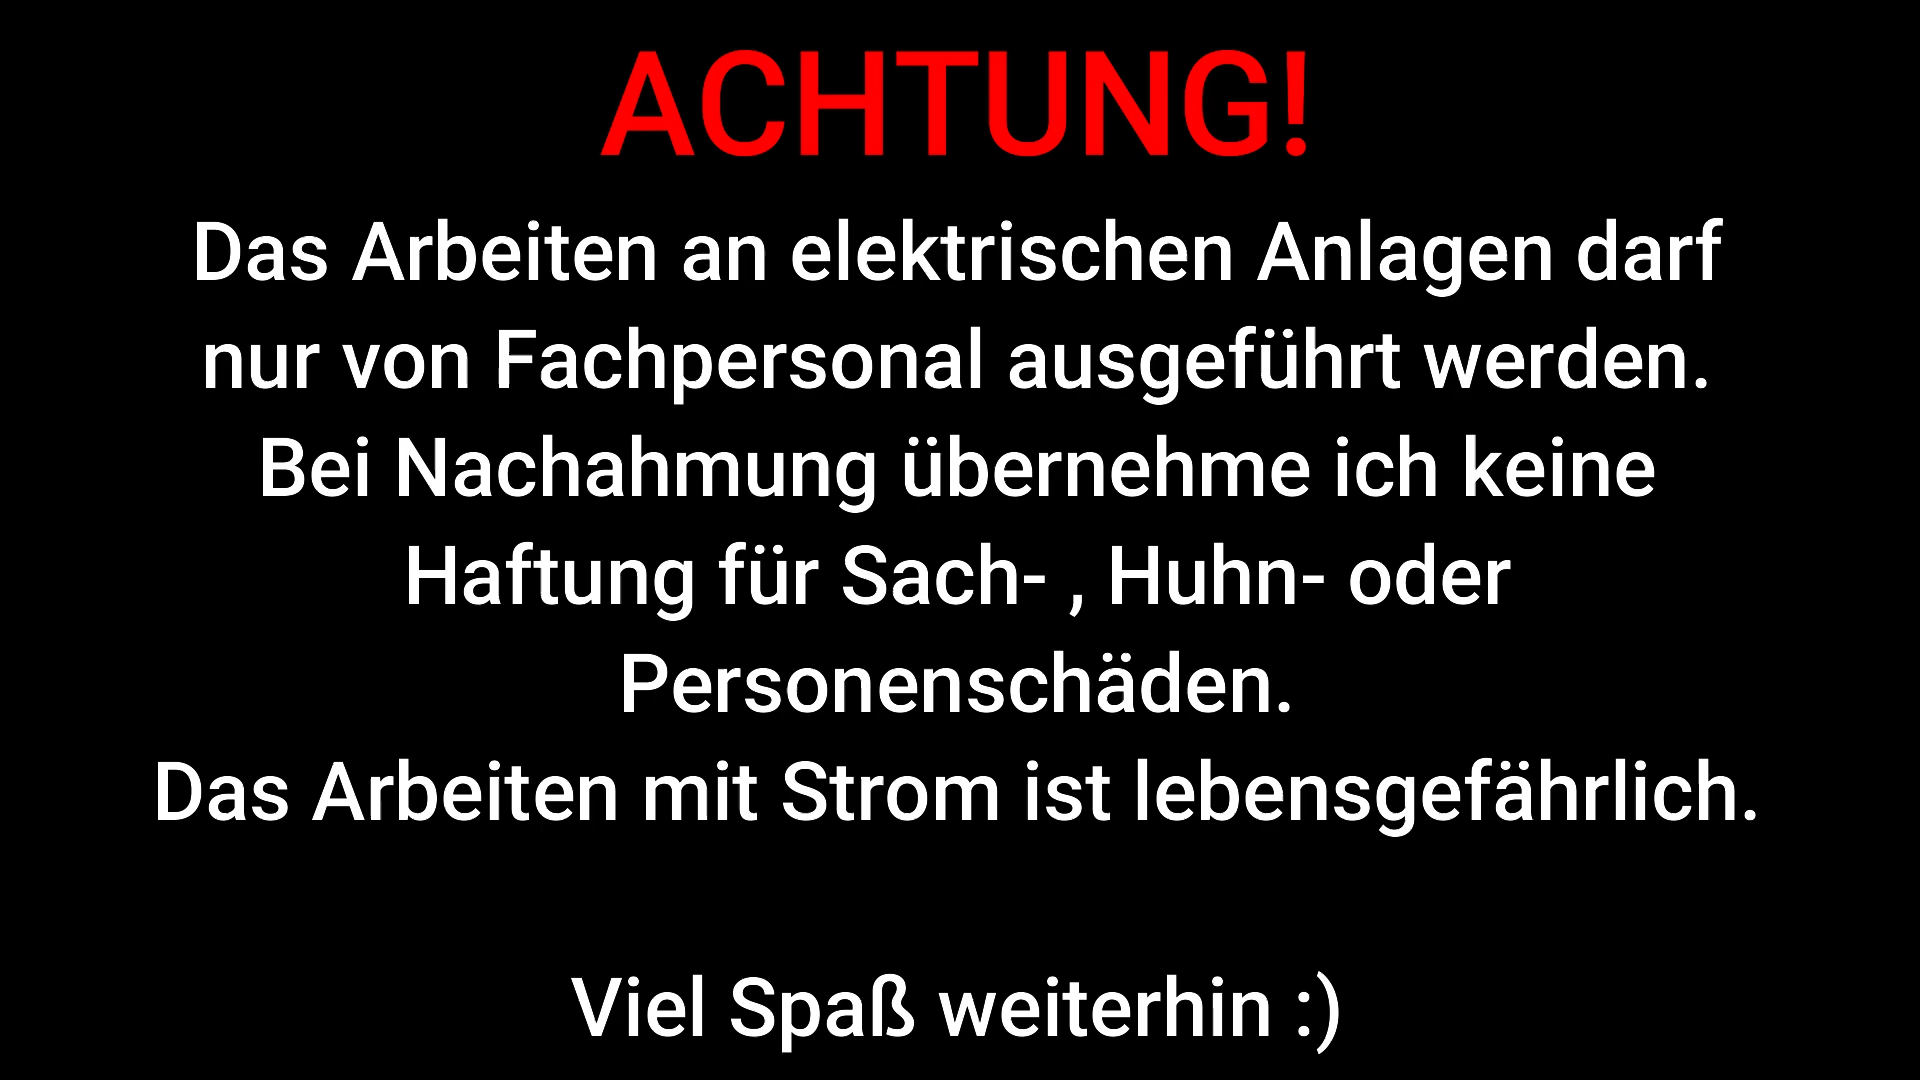 ACHTUNG!
Das Arbeiten an elektrischen Anlagen darf
nur von Fachpersonal ausgeführt werden.
Bei Nachahmung übernehme ich keine
Haftung für Sach- , Huhn- oder
Personenschäden.
Das Arbeiten mit Strom ist lebensgefährlich.
Viel Spaß weiterhin :)